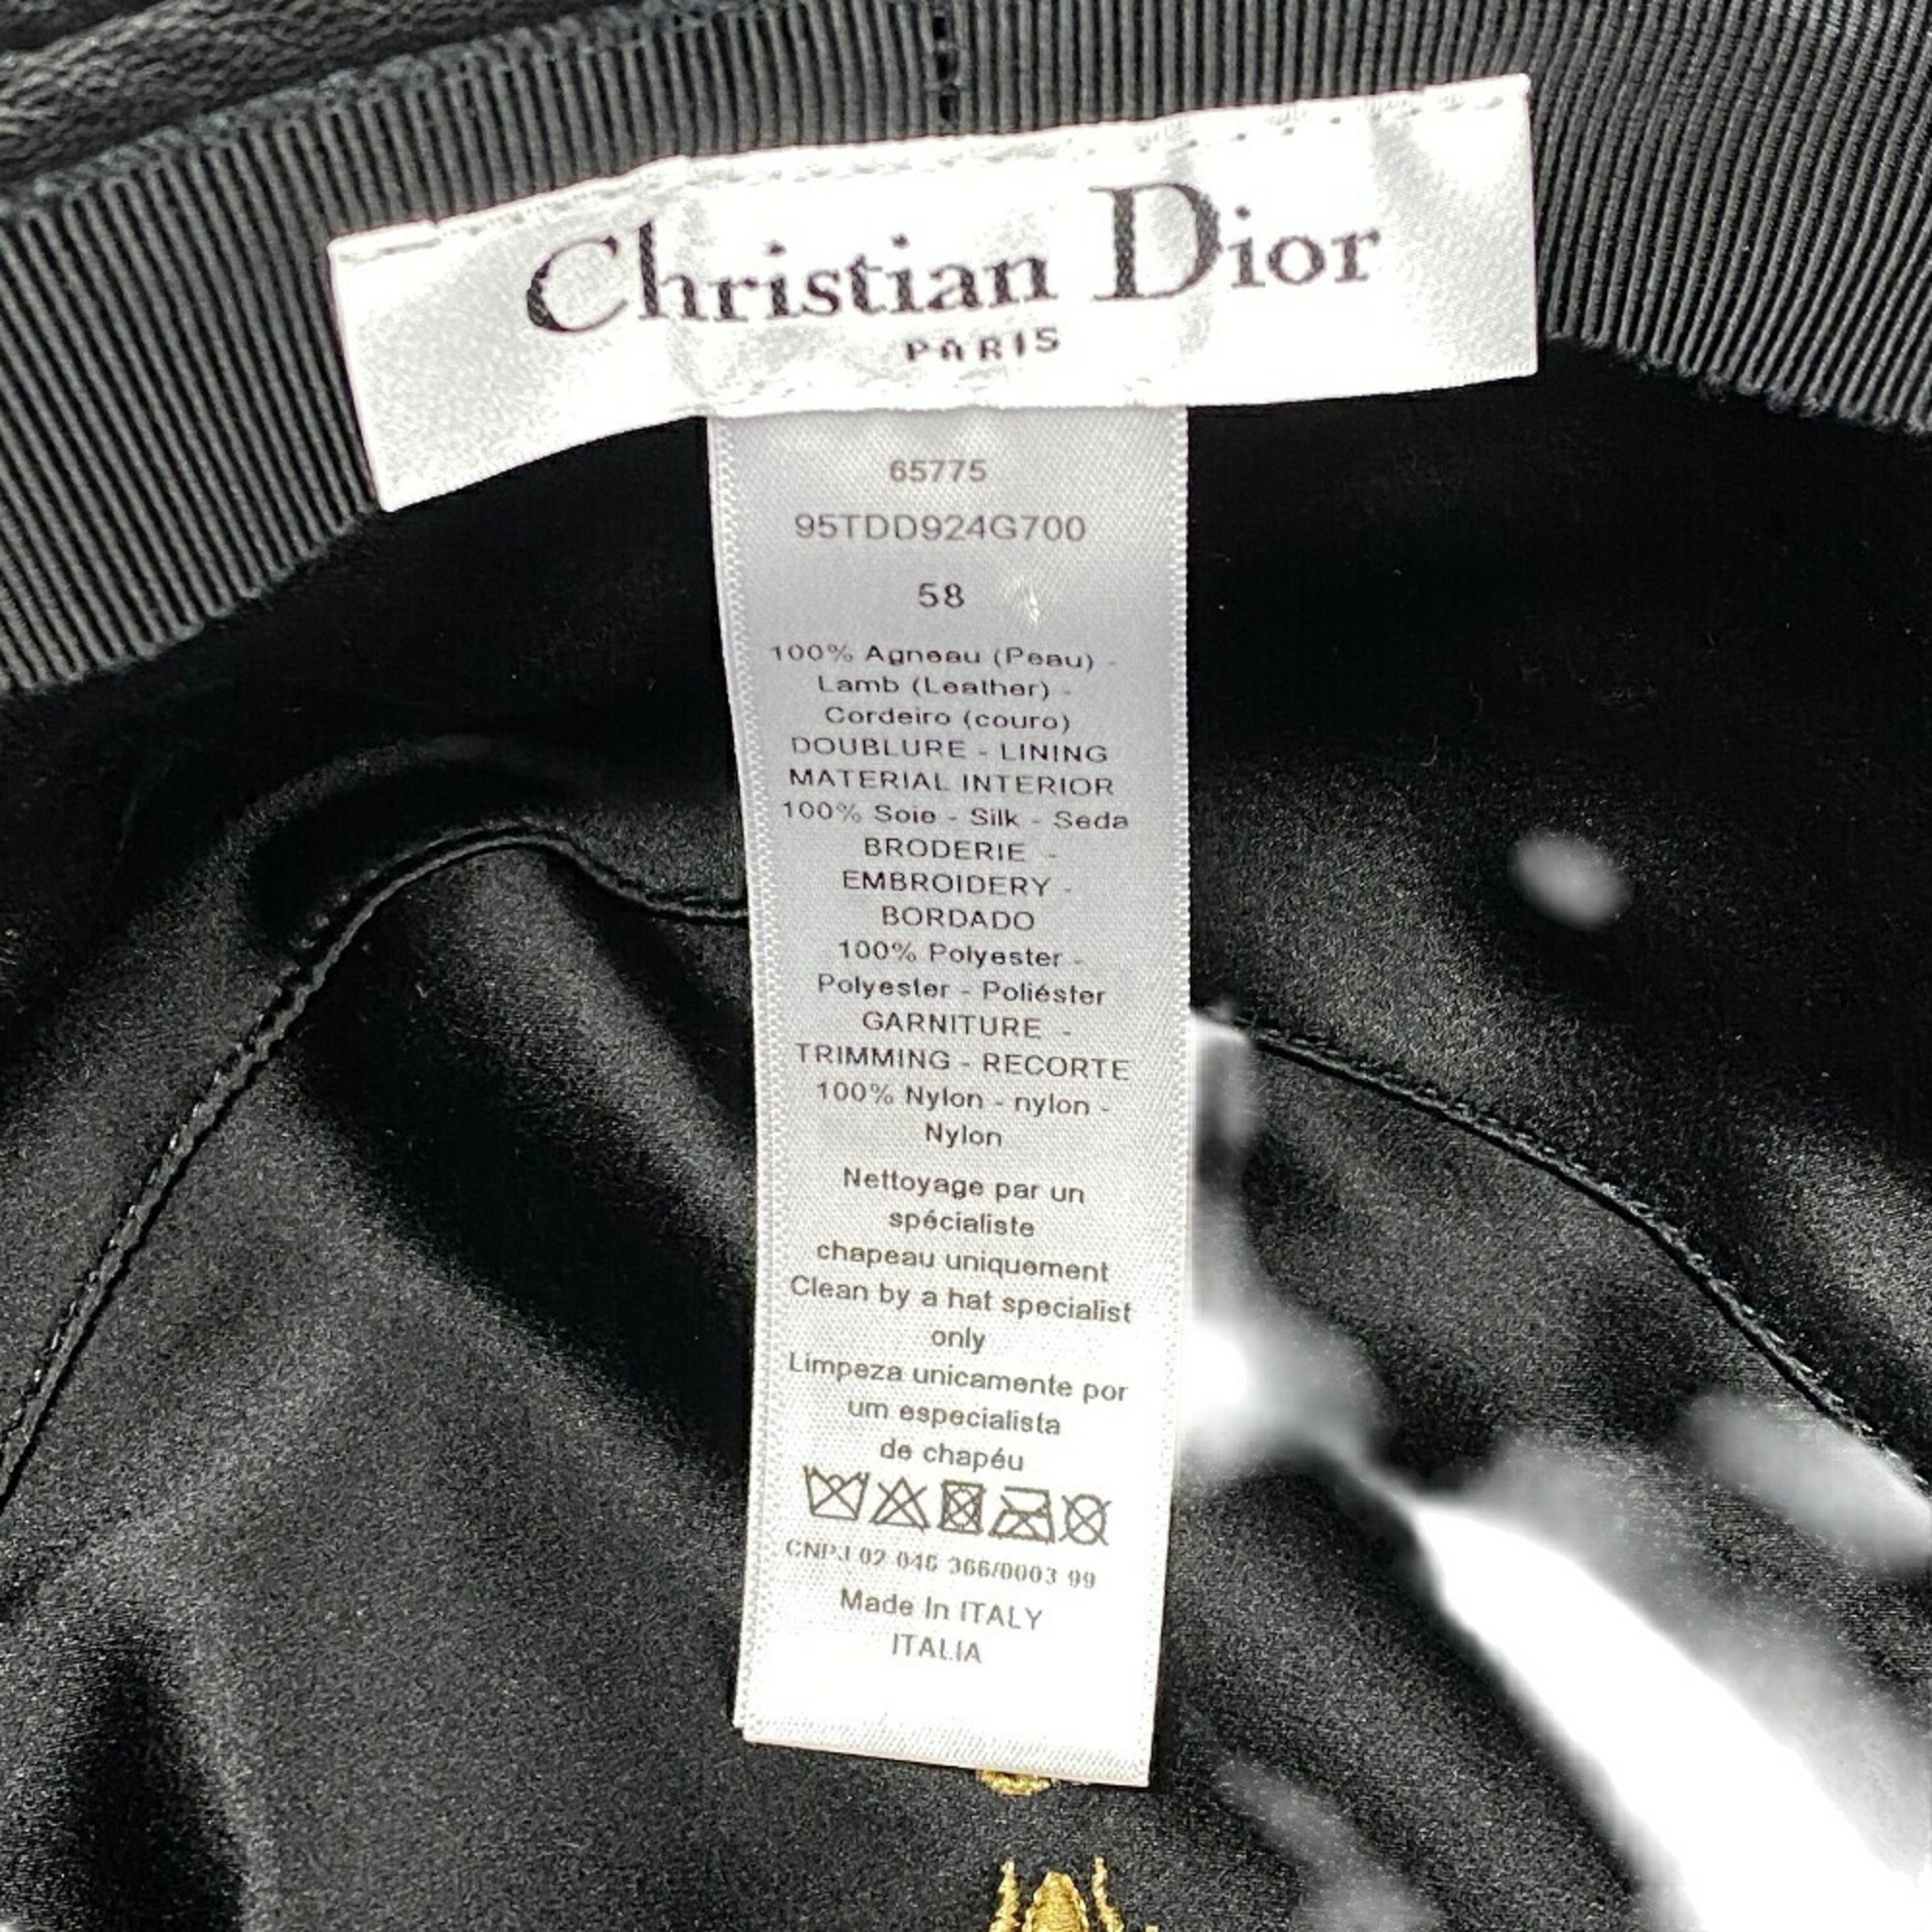 Christian Dior
PARIS
65775
95TDD924G700
58
100% Agneau (Peau) -
Lamb (Leather) -
Cordeiro (couro)
DOUBLURE - LINING
MATERIAL INTERIOR
100% Soie - Silk - Seda
BRODERIE -
EMBROIDERY -
BORDADO
100% Polyester -
Polyester - Poliéster
GARNITURE -
TRIMMING - RECORTE
100% Nylon - nylon -
Nylon
Nettoyage par un
spécialiste
chapeau uniquement
Clean by a hat specialist
only
Limpeza unicamente por
um especialista
de chapéu
CNPJ 02 046 366/0003 99
Made In ITALY
ITALIA